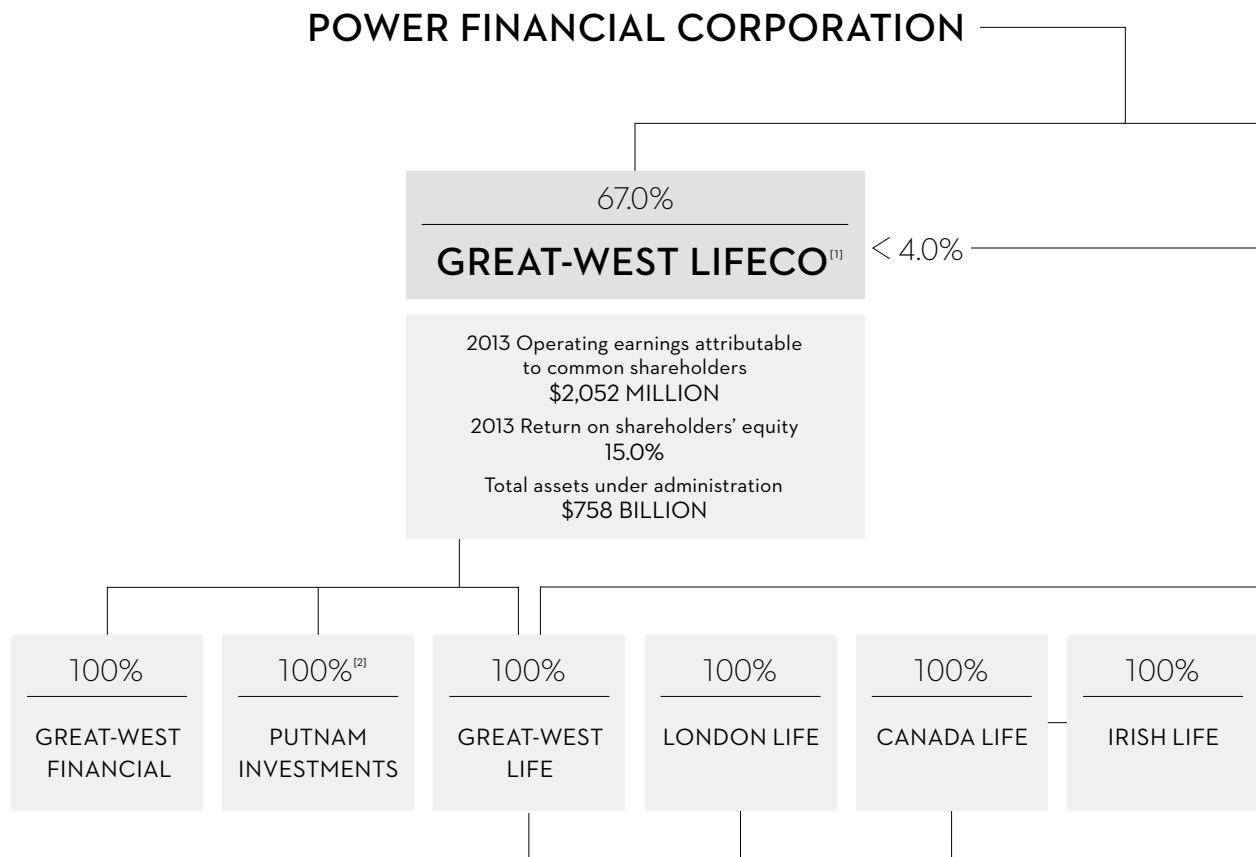 POWER FINANCIAL CORPORATION
67.0%
GREAT-WEST LIFECO[1]
< 4.0%
2013 Operating earnings attributable
to common shareholders
$2,052 MILLION
2013 Return on shareholders’ equity
15.0%
Total assets under administration
$758 BILLION
100%
GREAT-WEST
FINANCIAL
100%[2]
PUTNAM
INVESTMENTS
100%
GREAT-WEST
LIFE
100%
LONDON LIFE
100%
CANADA LIFE
100%
IRISH LIFE